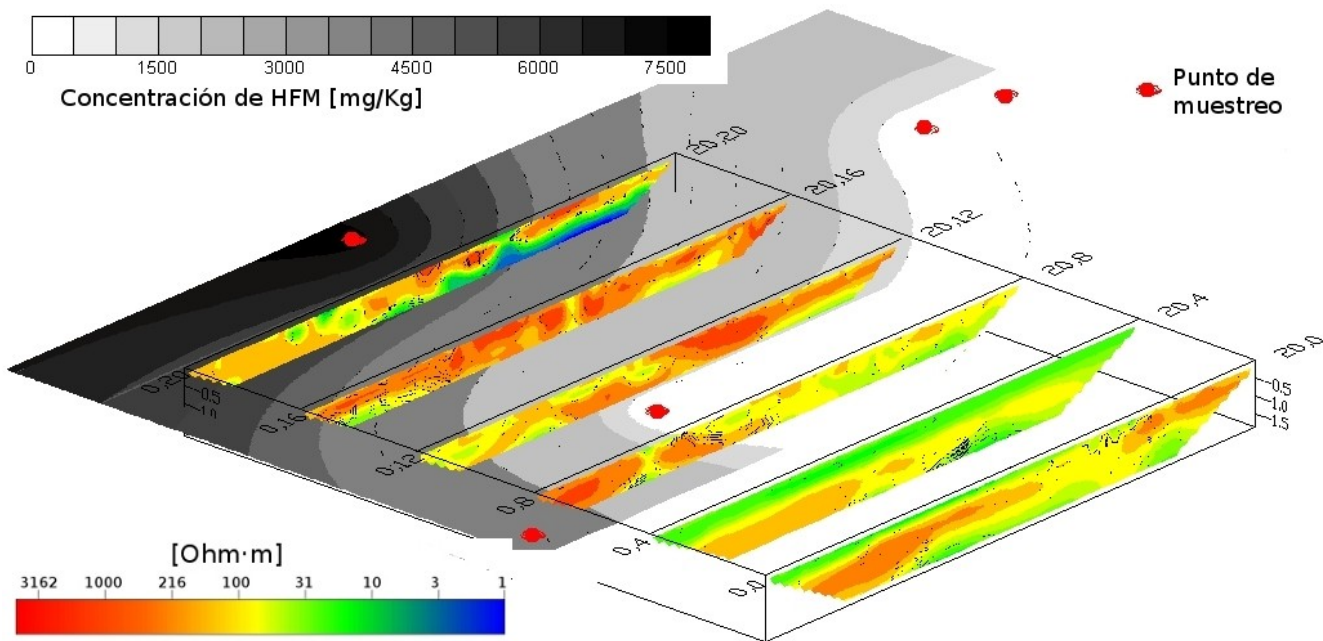 0 1500 3000 4500 6000 7500
Concentración de HFM [mg/Kg]
Punto de
muestreo
20,20
20,16
20,12
20,8
20,4
20,0
0.5
1.0
1.5
0,20
0.5
1.0
0,16
0,12
0,8
0,4
0,0
[Ohm·m]
3162 1000 216 100 31 10 3 1